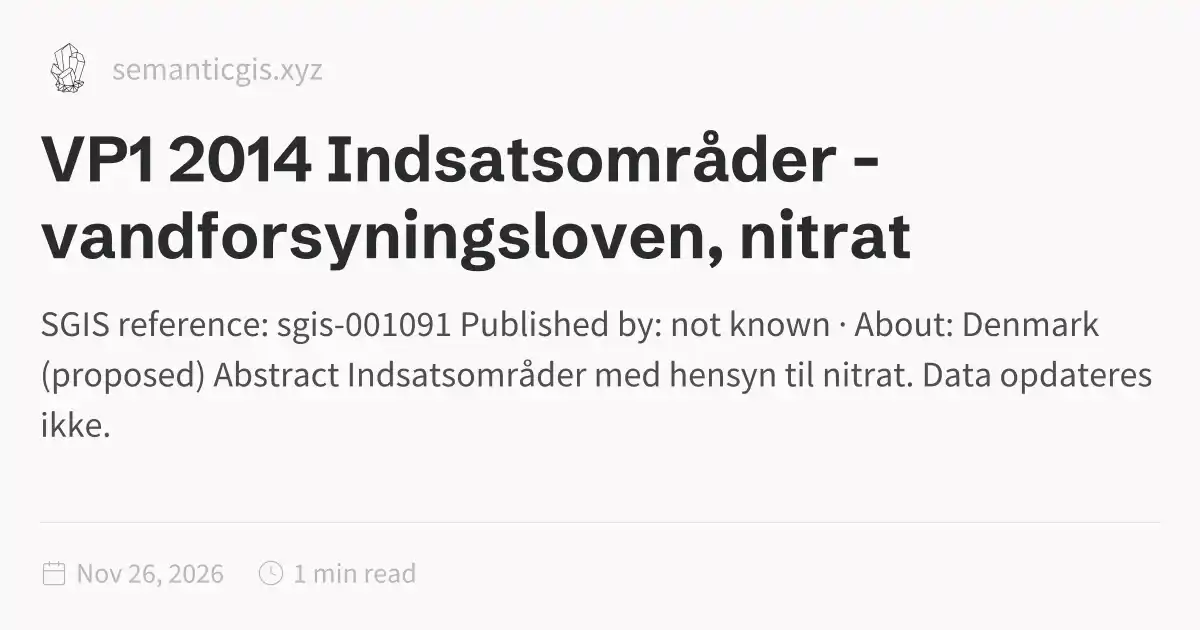 semanticgis.xyz
VP1 2014 Indsatsområder -
vandforsyningsloven, nitrat
SGIS reference: sgis-001091 Published by: not known · About: Denmark
(proposed) Abstract Indsatsområder med hensyn til nitrat. Data opdateres
ikke.
Nov 26, 2026 1 min read